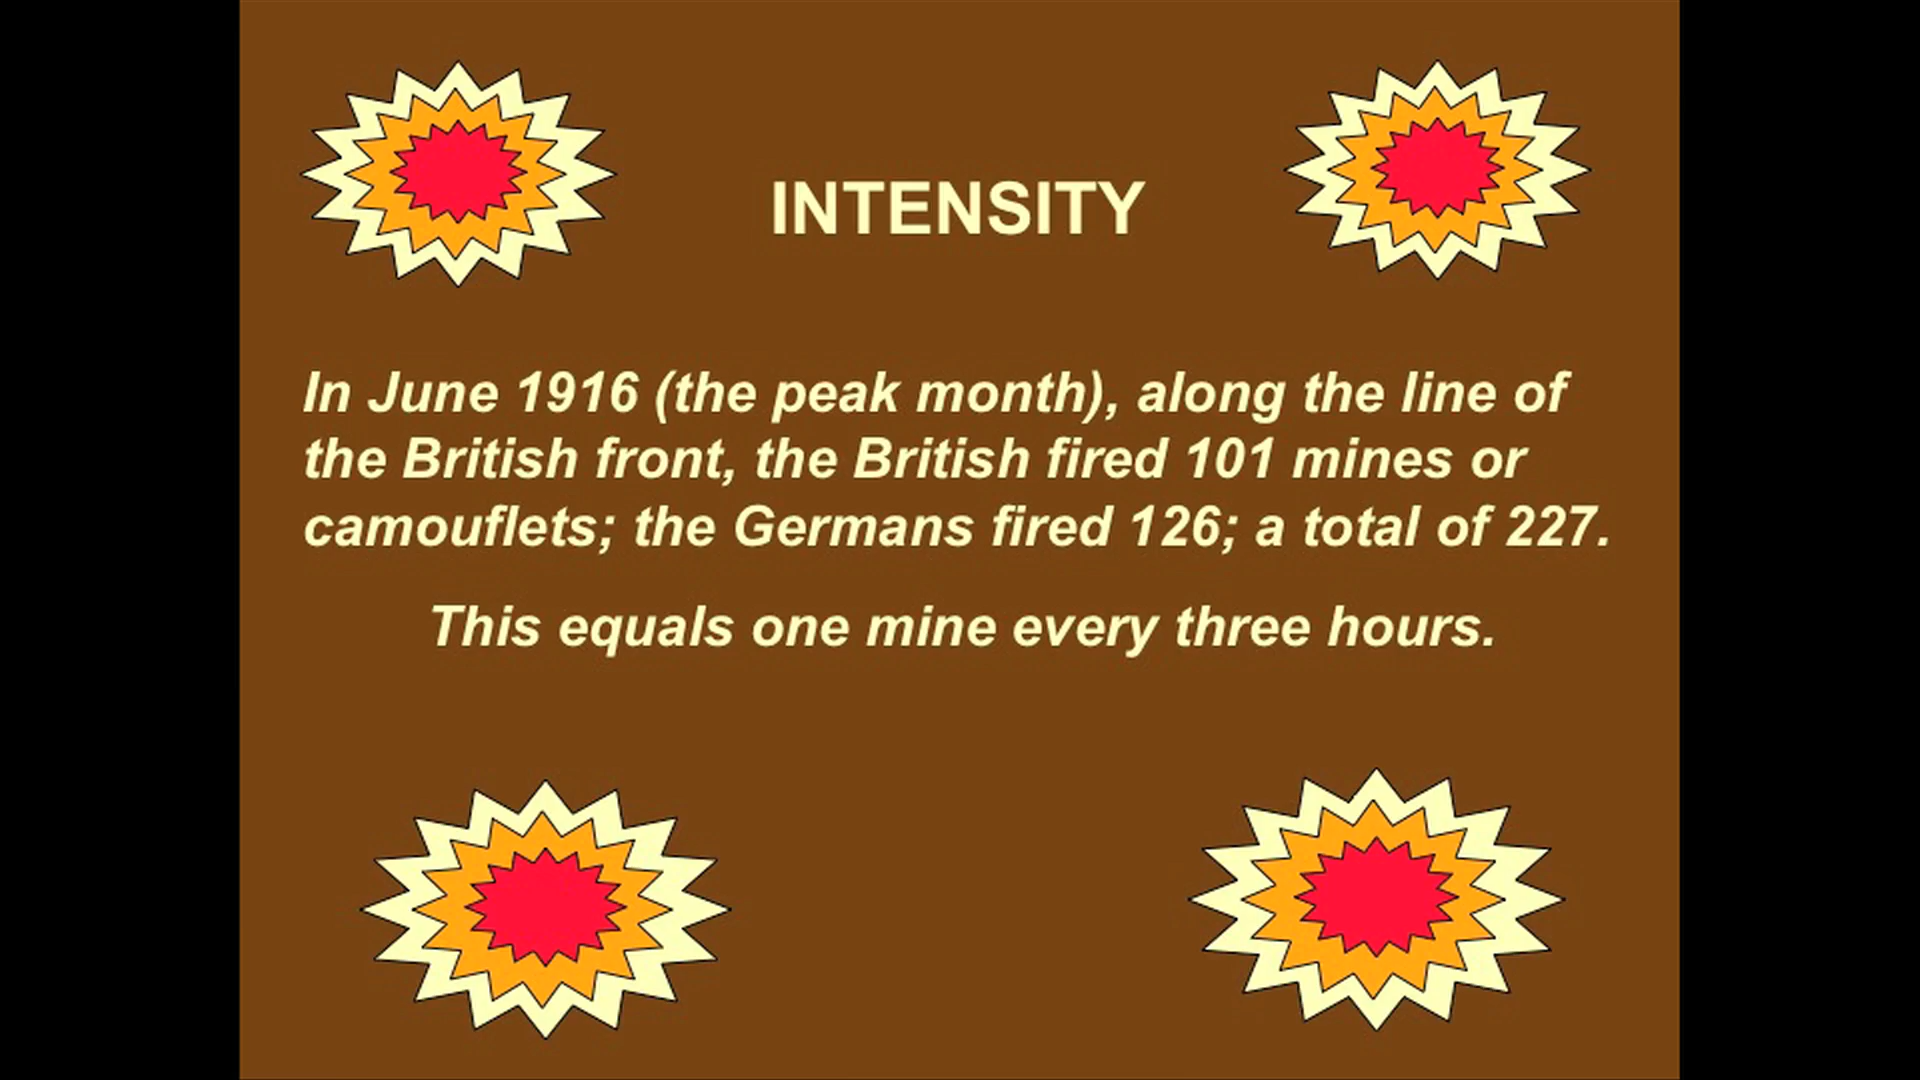 INTENSITY
In June 1916 (the peak month), along the line of
the British front, the British fired 101 mines or
camouflets; the Germans fired 126; a total of 227.
This equals one mine every three hours.